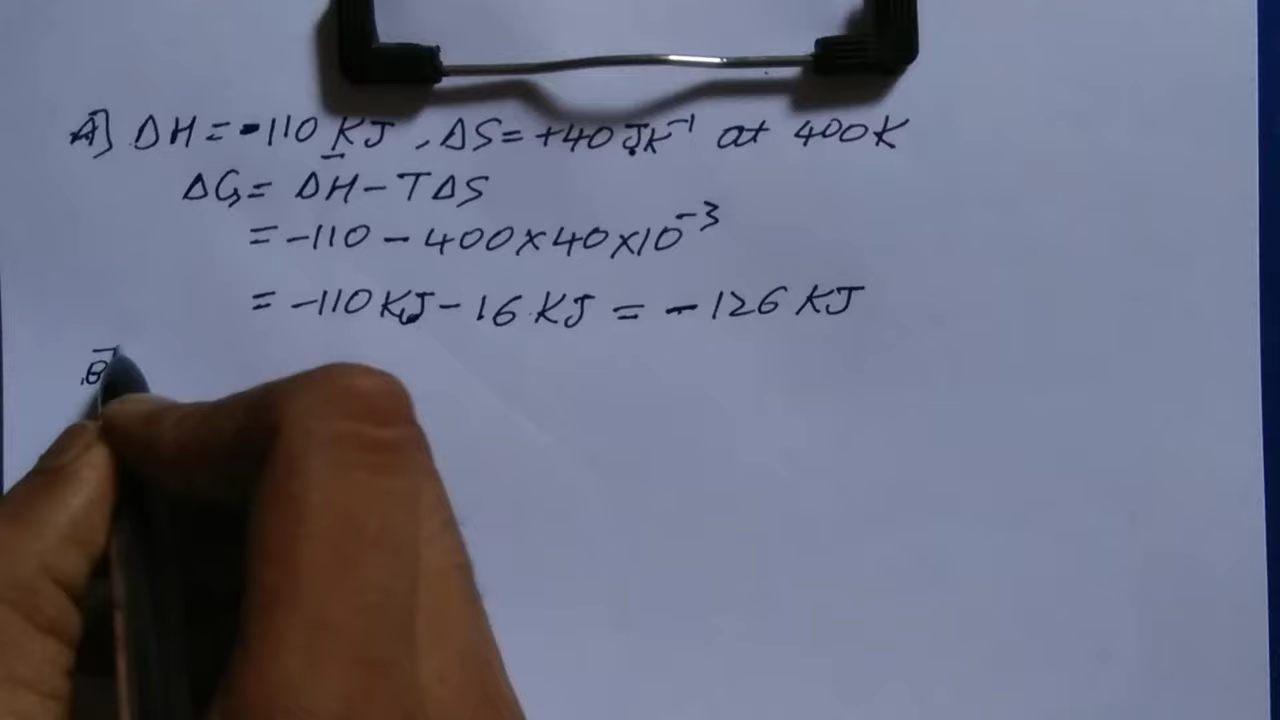 A] ΔH = -110 KJ, ΔS = +40 JK⁻¹ at 400K
ΔG = ΔH - TΔS
= -110 - 400×40×10⁻³
= -110 KJ - 16 KJ = -126 KJ
B]